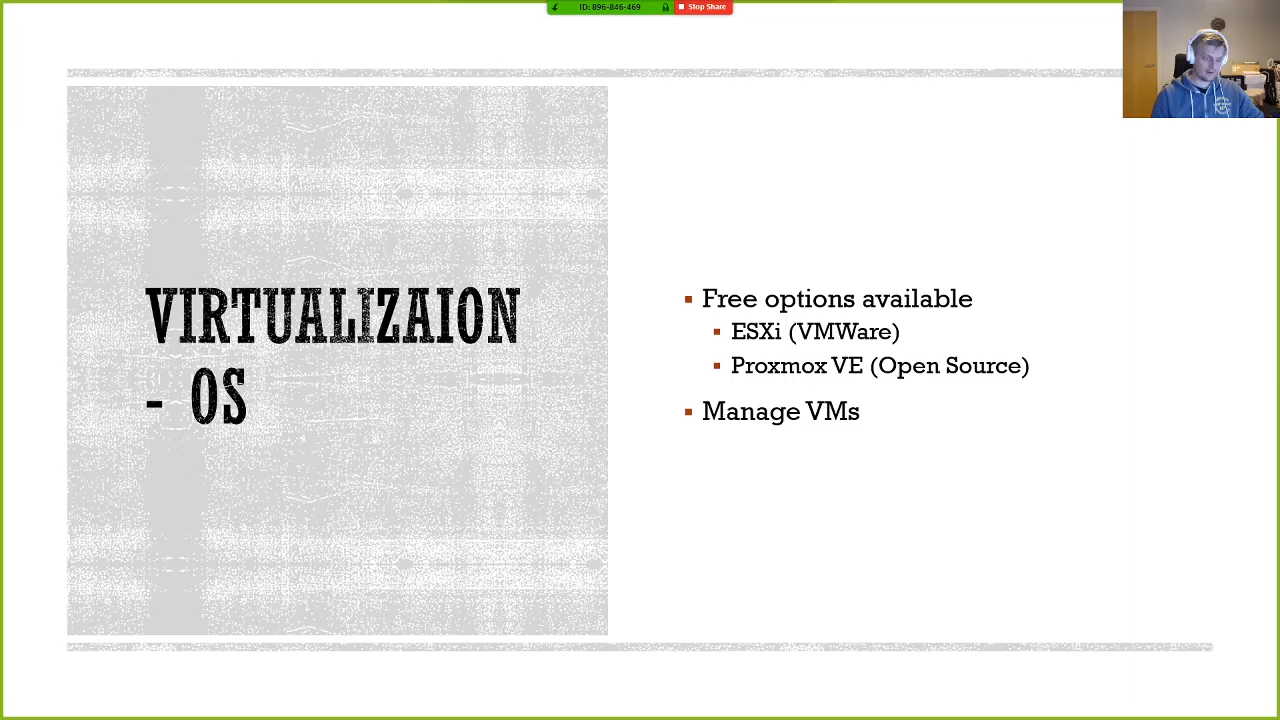 ID: 896-846-469 Stop Share
VIRTUALIZAION
- OS
Free options available
ESXi (VMWare)
Proxmox VE (Open Source)
Manage VMs